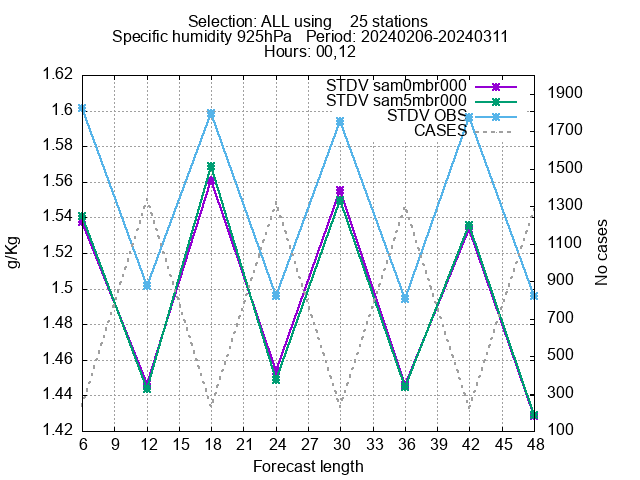 Selection: ALL using    25 stations
Specific humidity 925hPa   Period: 20240206-20240311
Hours: 00,12
STDV sam0mbr000
STDV sam5mbr000
STDV OBS
CASES
1.62
1.6
1.58
1.56
1.54
1.52
1.5
1.48
1.46
1.44
1.42
g/Kg
1900
1700
1500
1300
1100
900
700
500
300
100
No cases
6 9 12 15 18 21 24 27 30 33 36 39 42 45 48
Forecast length